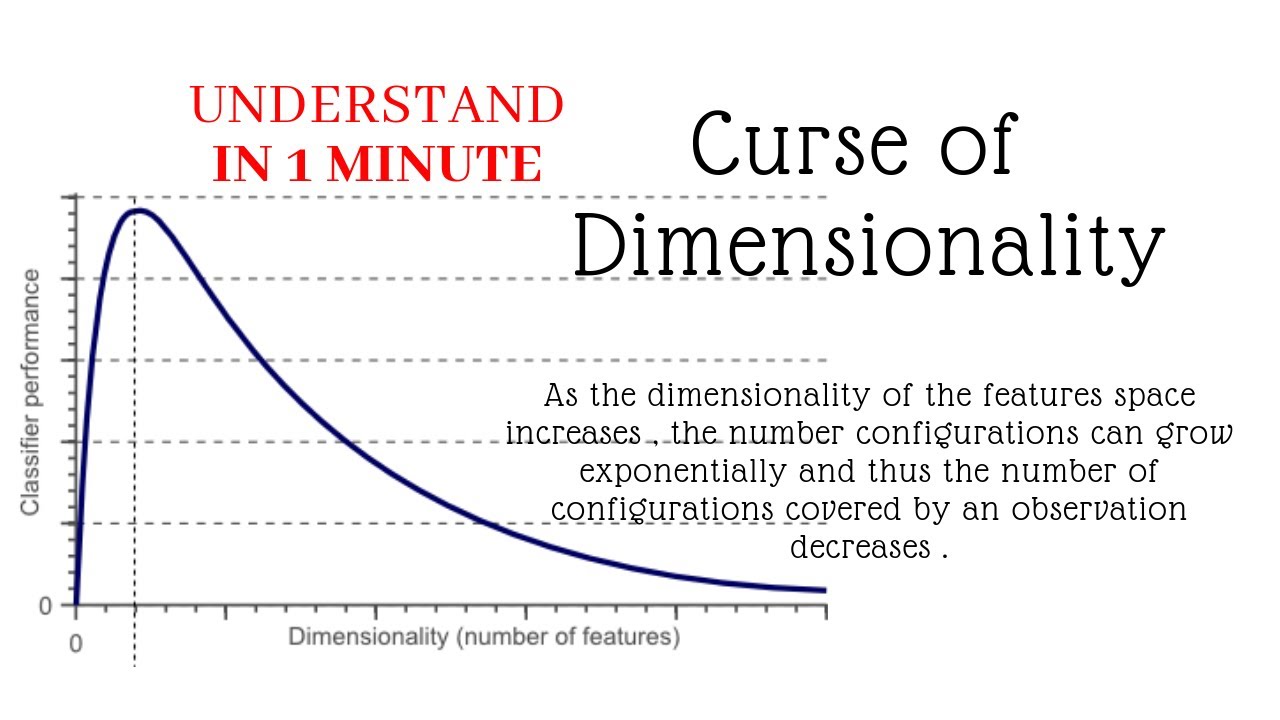 UNDERSTAND
IN 1 MINUTE
Curse of
Dimensionality
As the dimensionality of the features space
increases , the number configurations can grow
exponentially and thus the number of
configurations covered by an observation
decreases .
Classifier performance
0
0
Dimensionality (number of features)